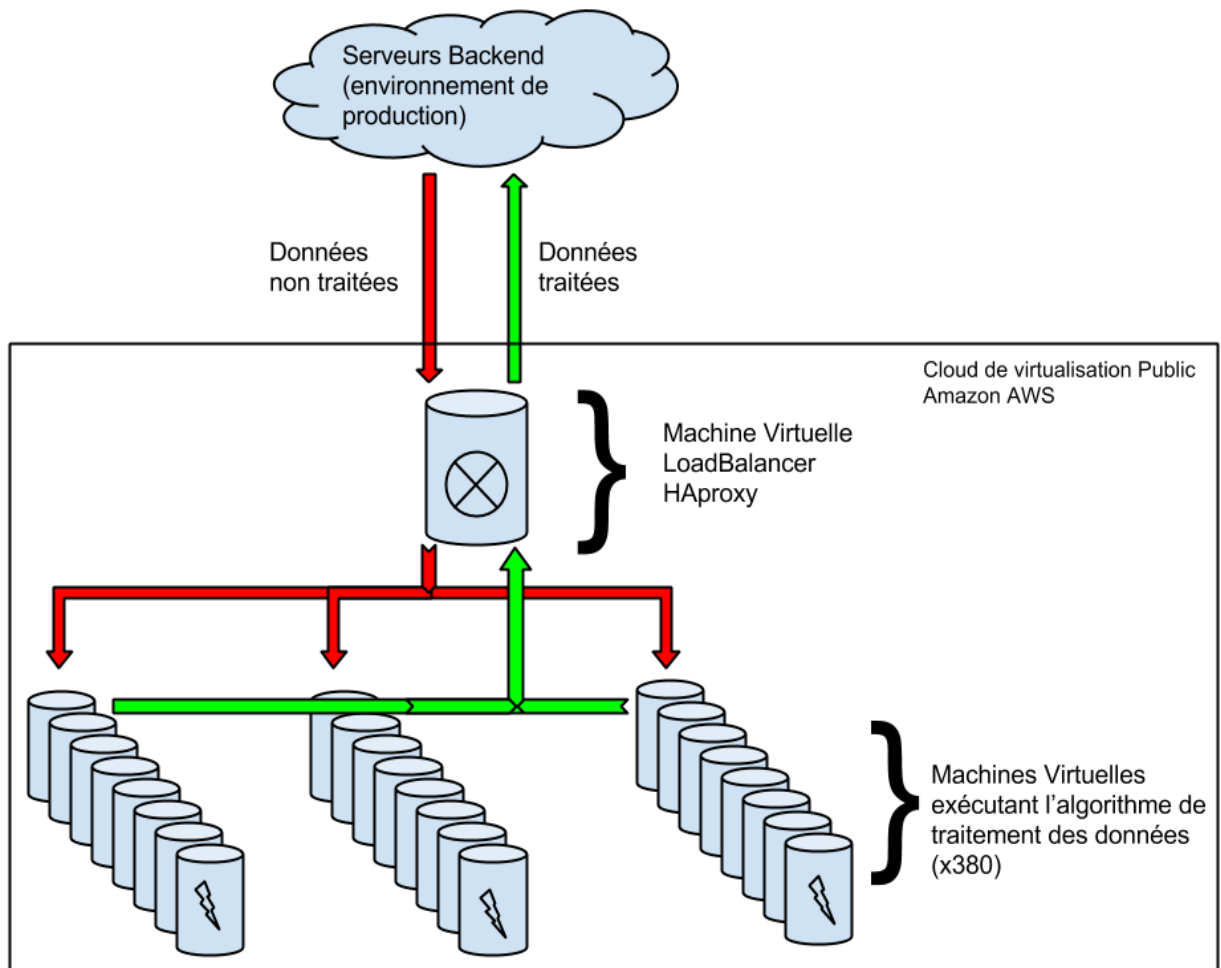 Serveurs Backend
(environnement de
production)
Données
non traitées
Données
traitées
Cloud de virtualisation Public
Amazon AWS
Machine Virtuelle
LoadBalancer
HAproxy
Machines Virtuelles
exécutant l'algorithme de
traitement des données
(x380)